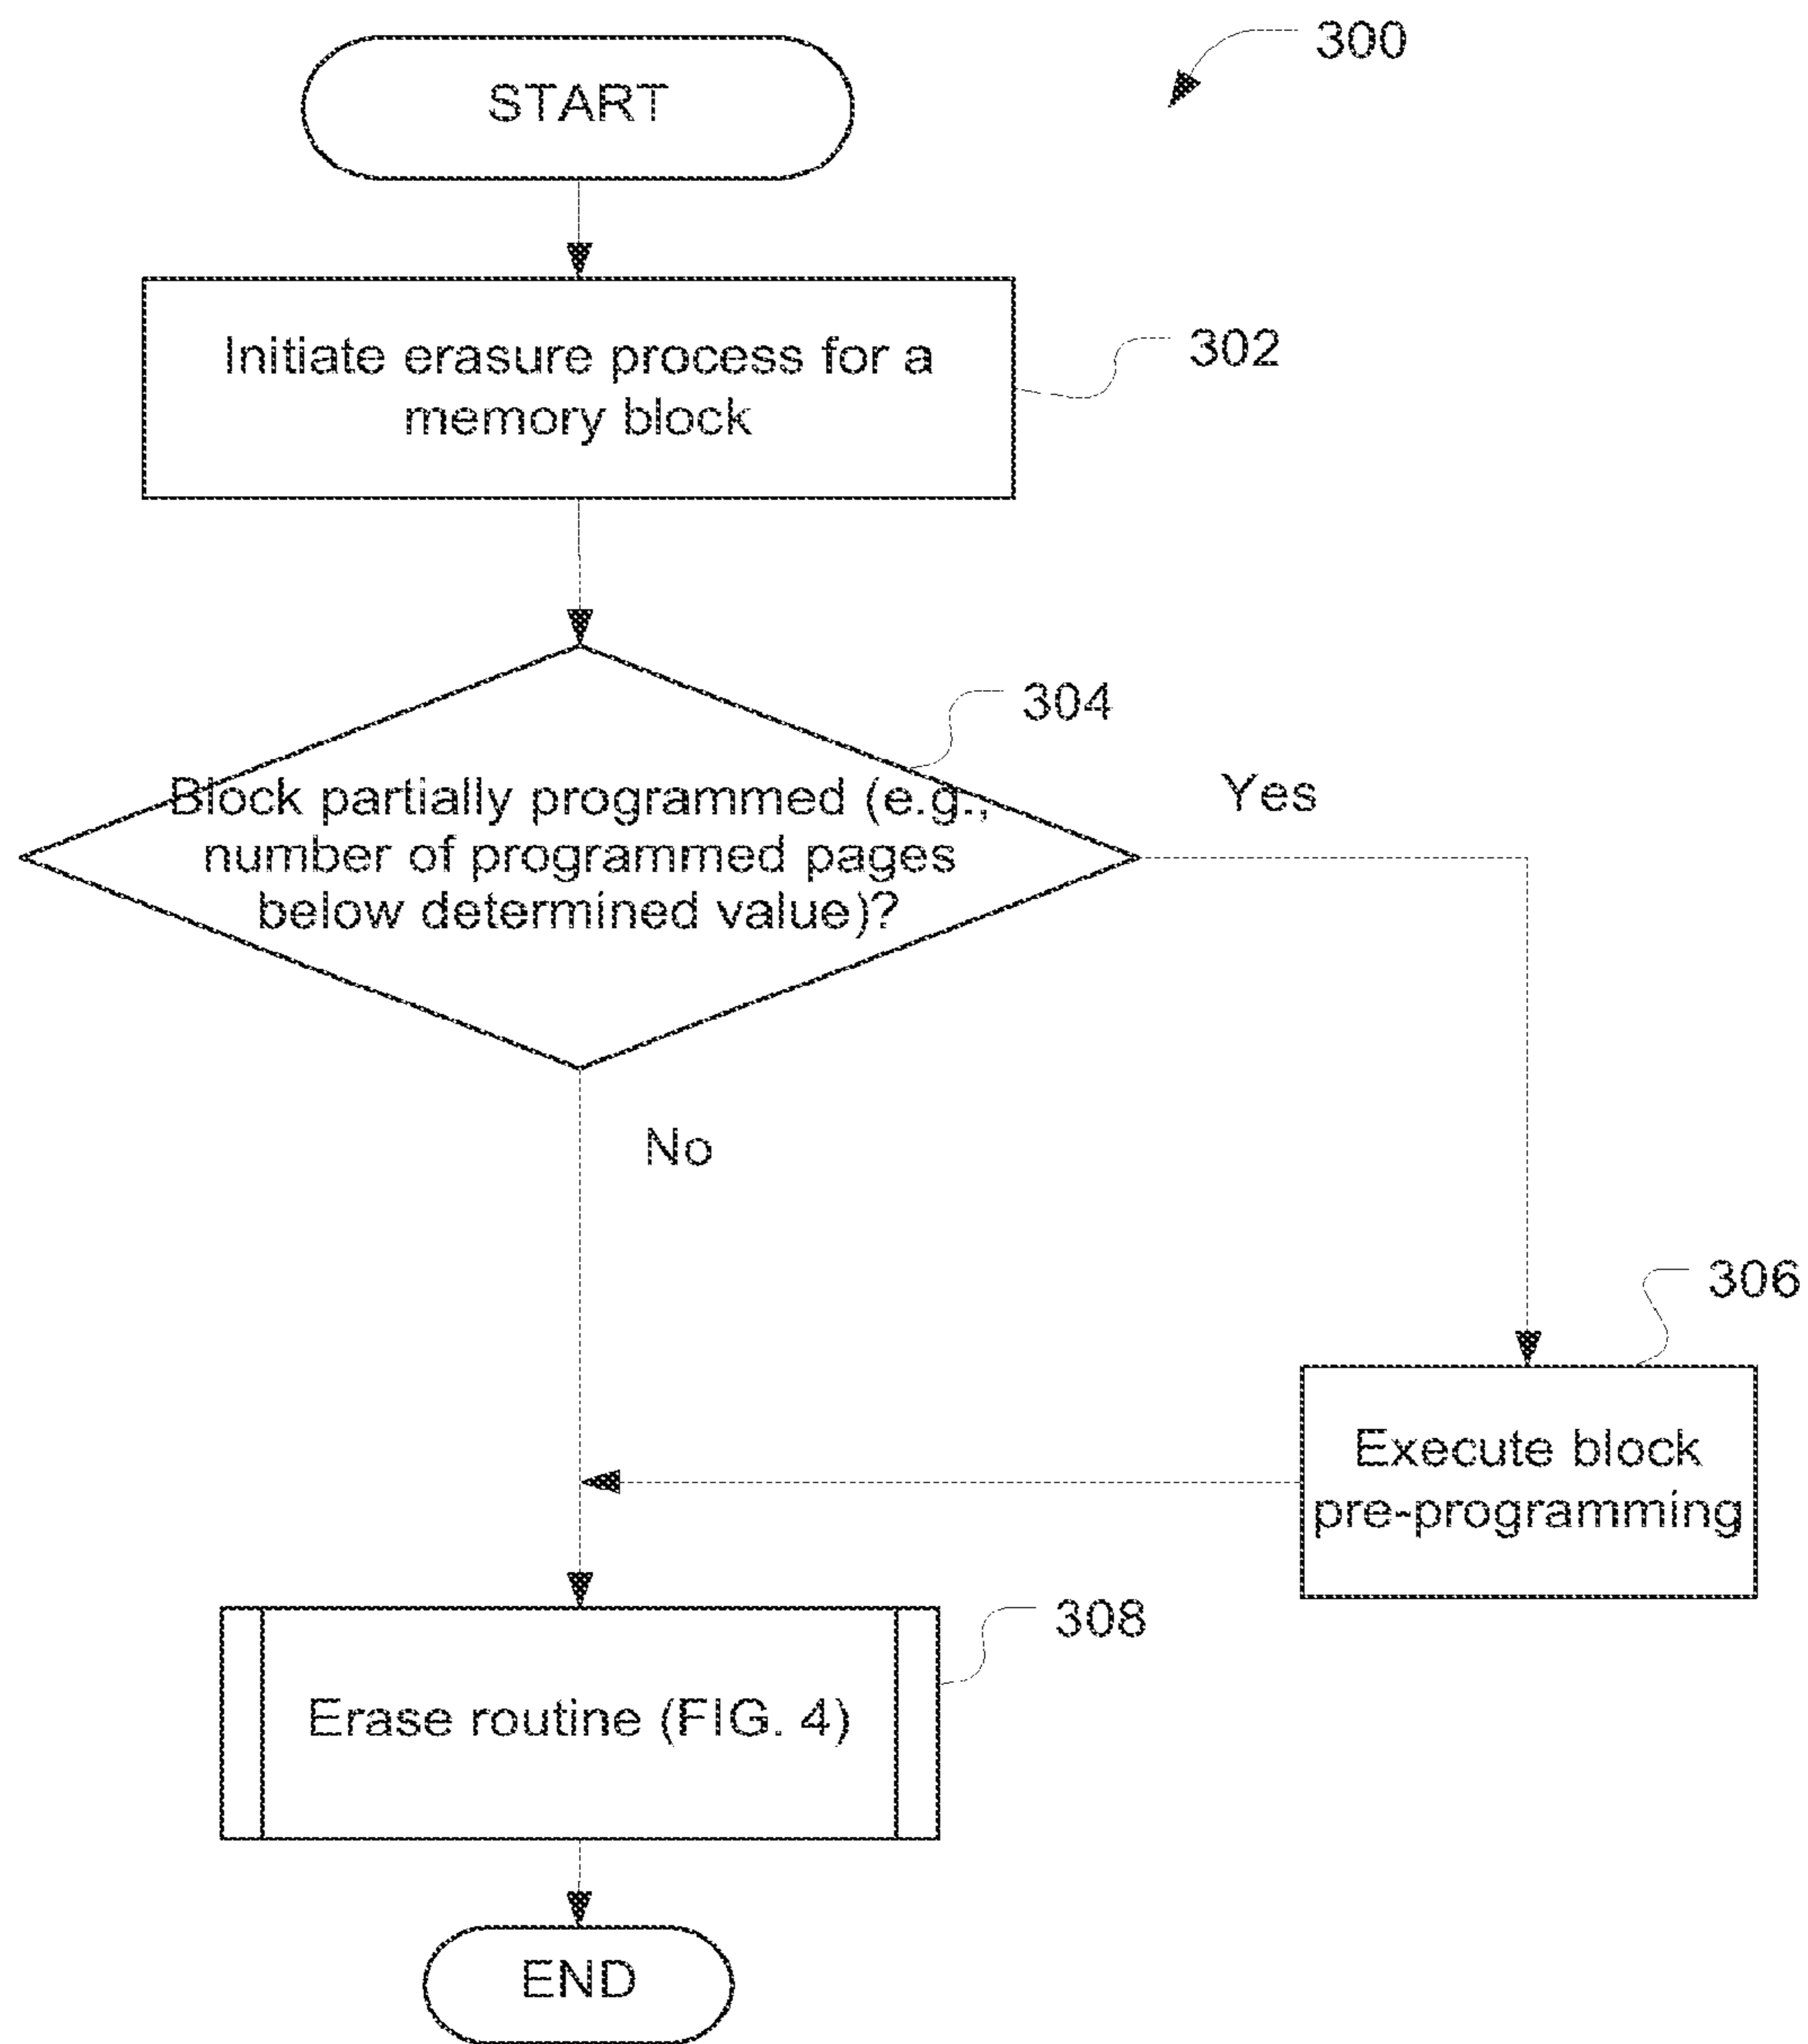 300
START
Initiate erasure process for a
memory block
302
304
Block partially programmed (e.g.,
number of programmed pages
below determined value)?
Yes
No
306
Execute block
pre-programming
308
Erase routine (FIG. 4)
END